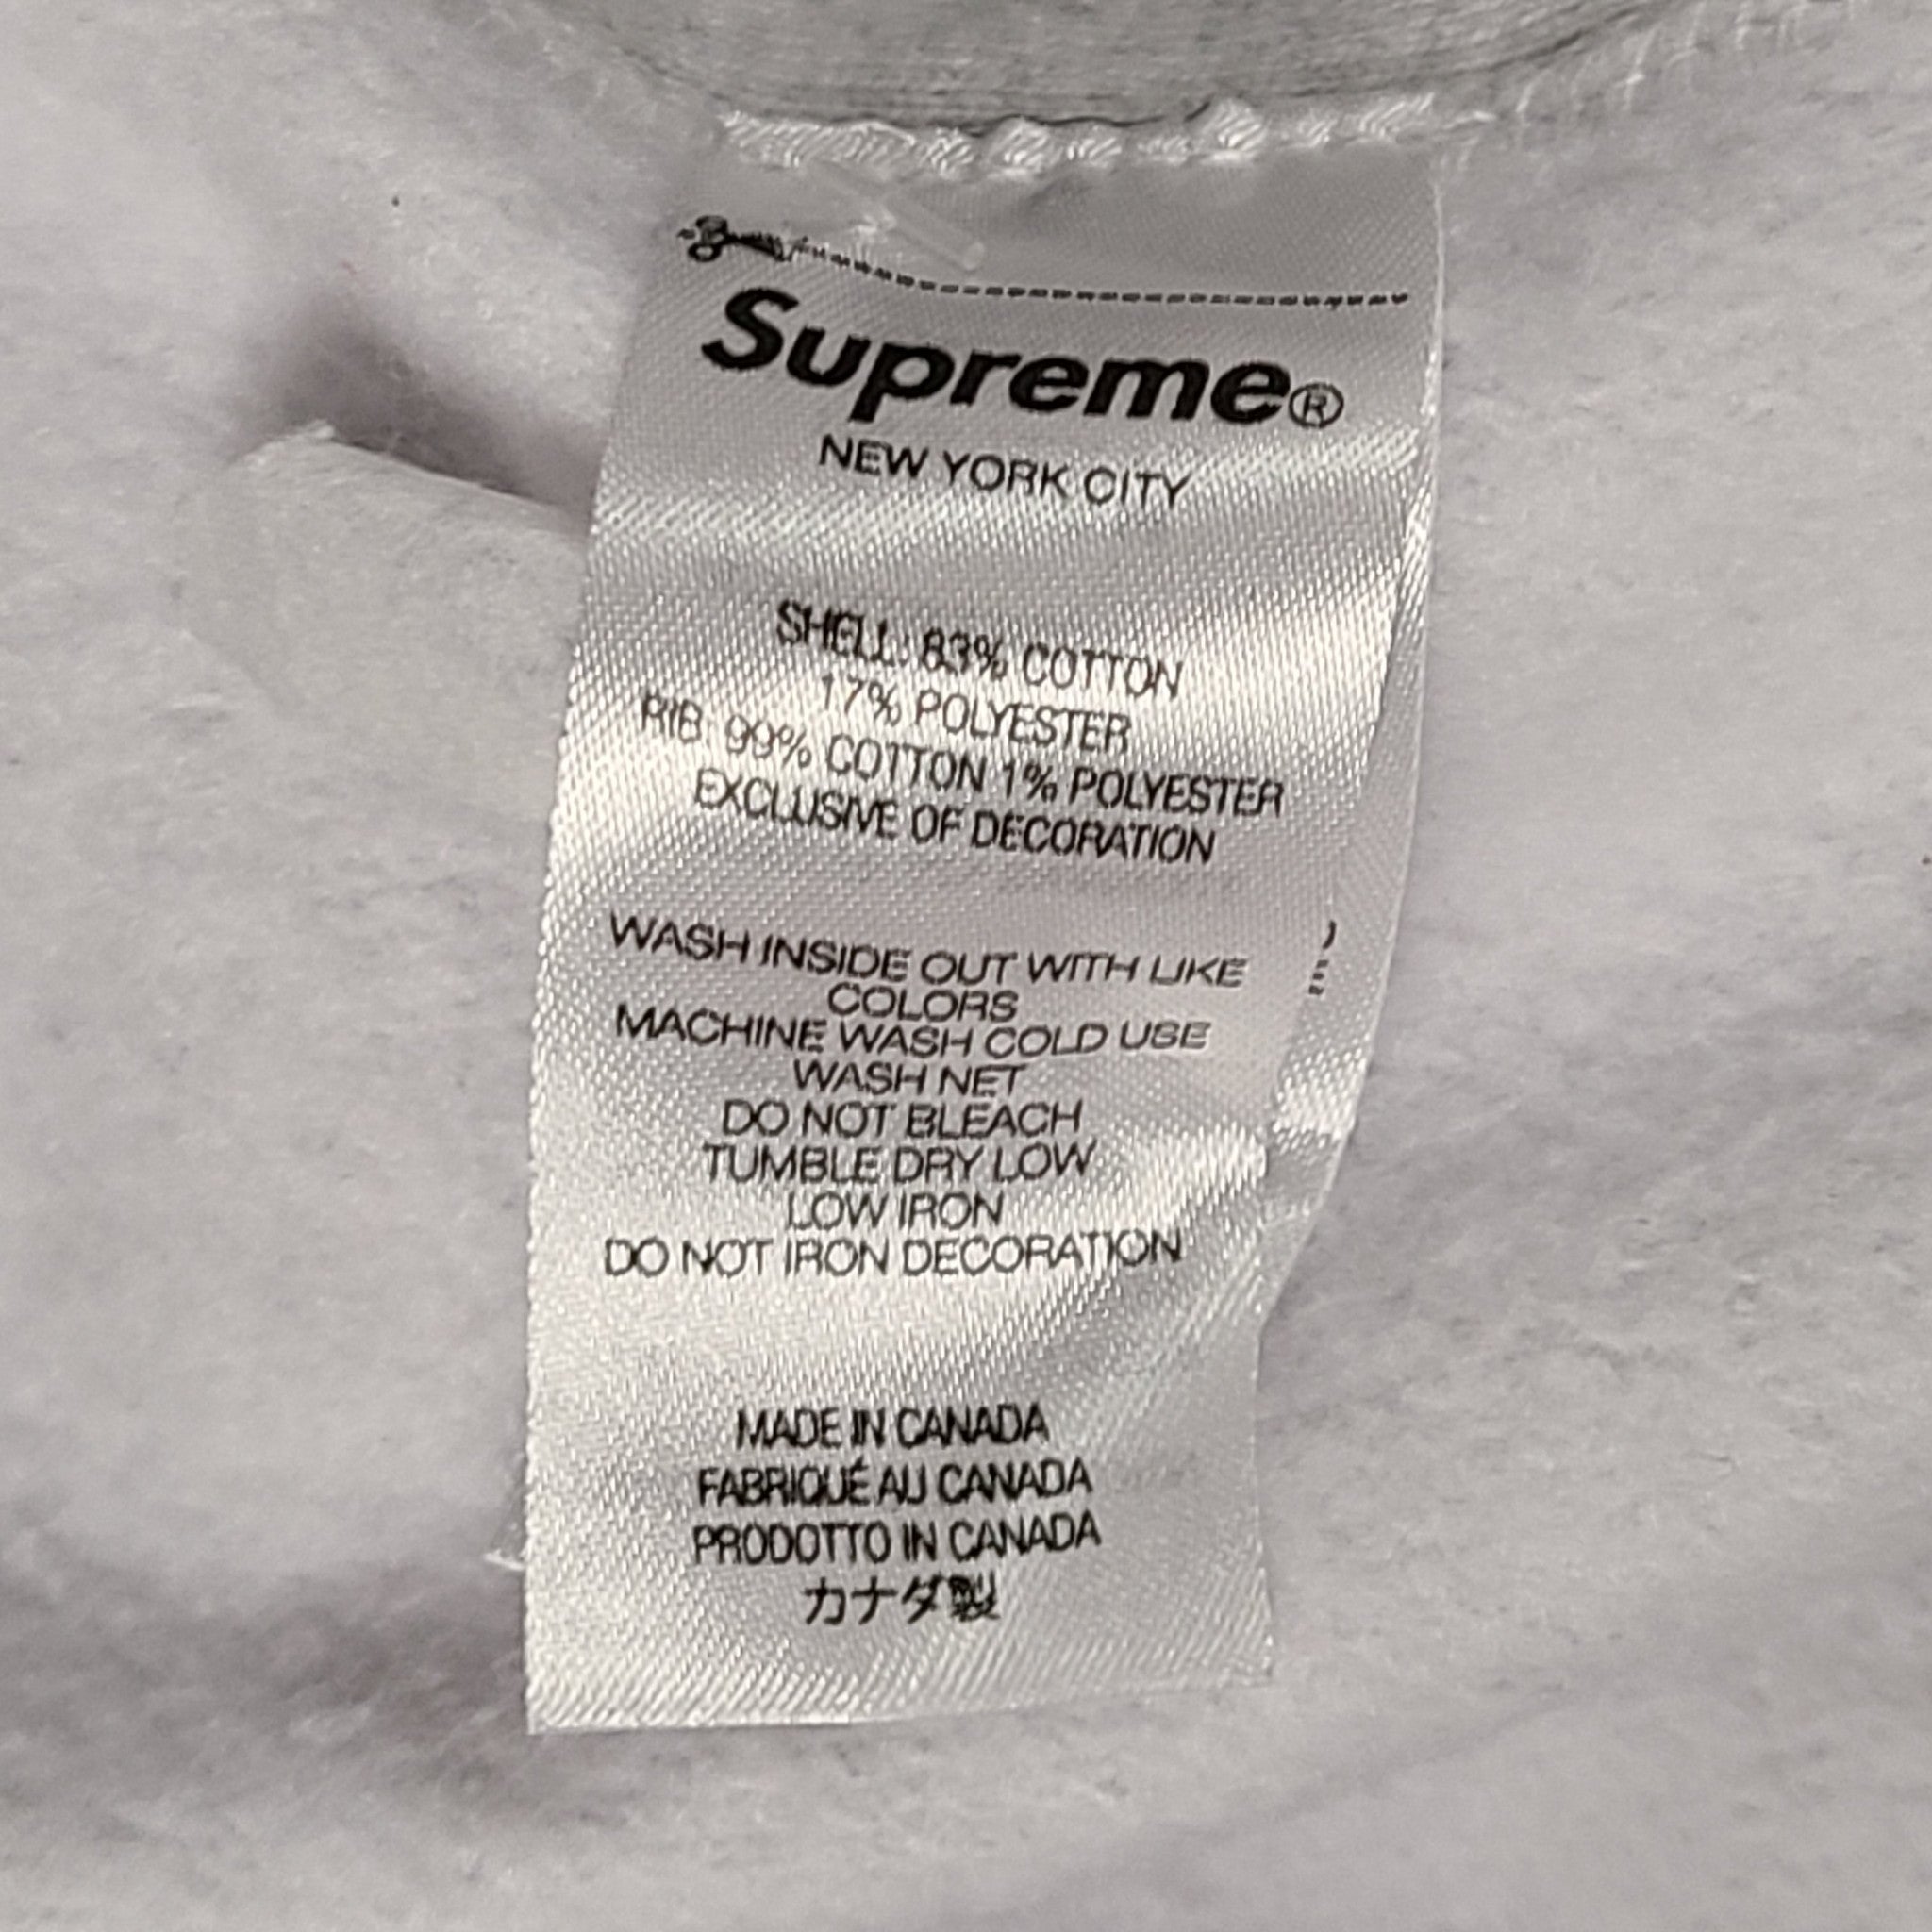 Supreme®
NEW YORK CITY
SHELL: 83% COTTON
17% POLYESTER
RIB 99% COTTON 1% POLYESTER
EXCLUSIVE OF DECORATION
WASH INSIDE OUT WITH LIKE
COLORS
MACHINE WASH COLD USE
WASH NET
DO NOT BLEACH
TUMBLE DRY LOW
LOW IRON
DO NOT IRON DECORATION
MADE IN CANADA
FABRIQUÉ AU CANADA
PRODOTTO IN CANADA
カナダ製